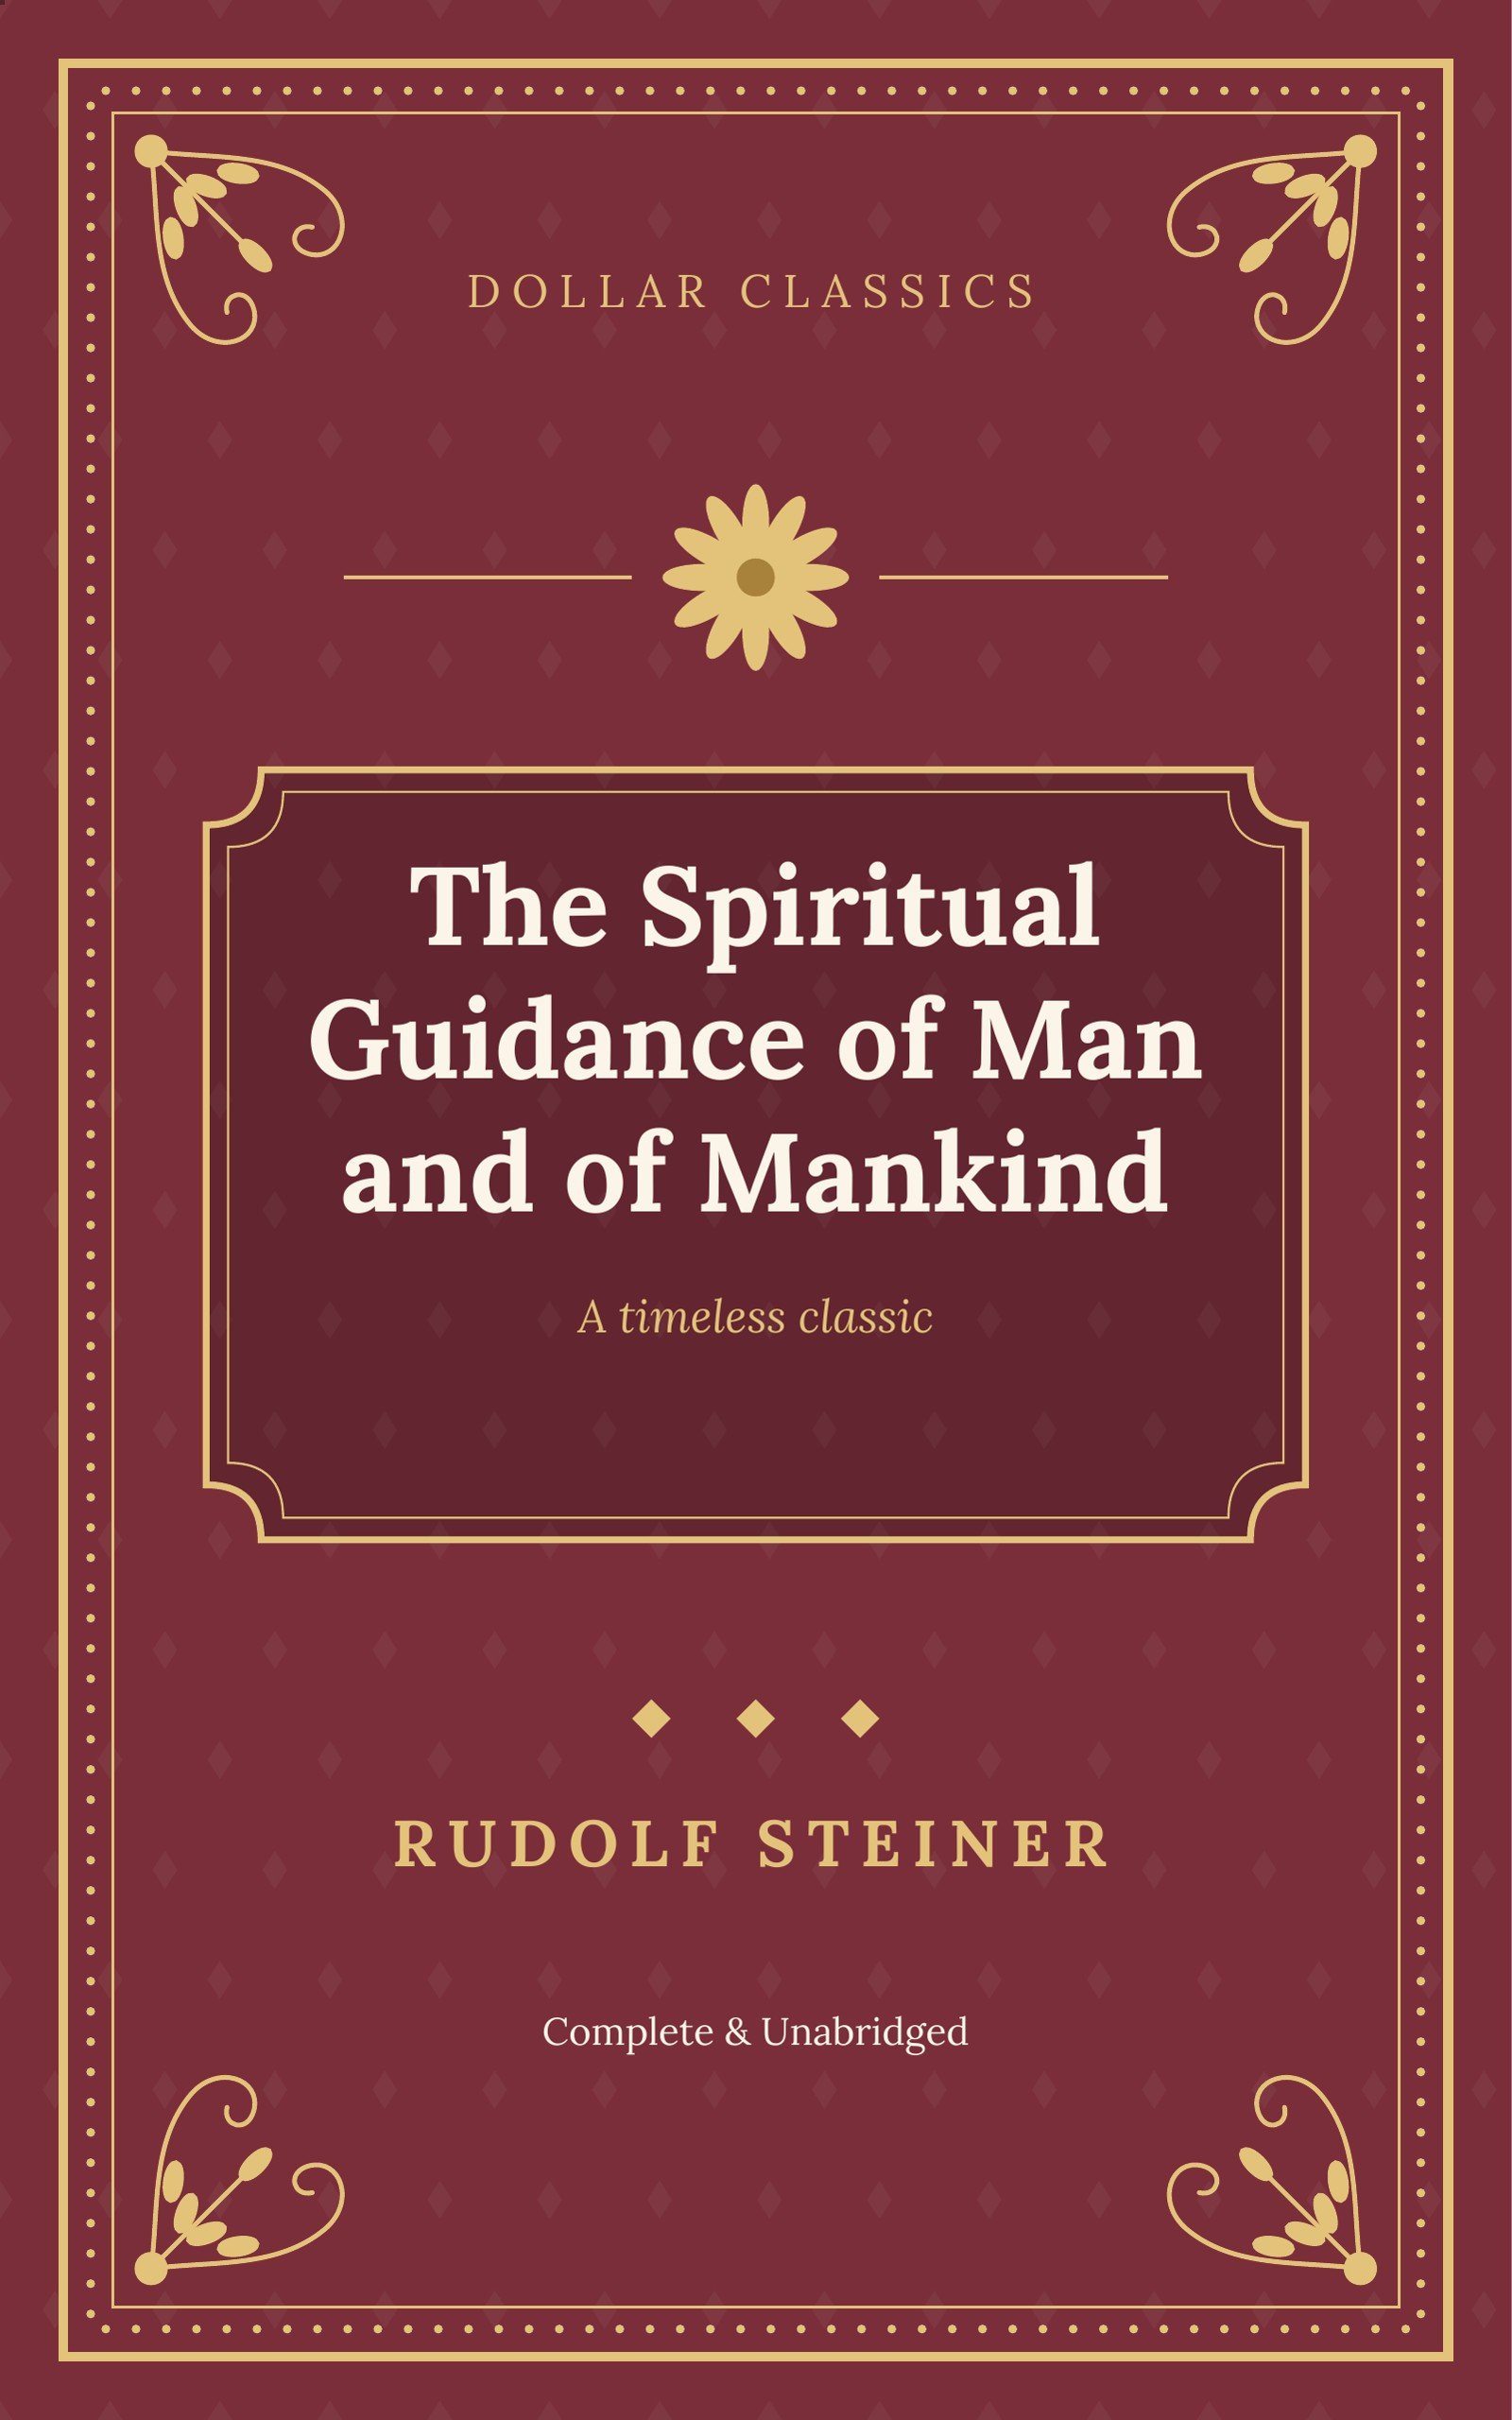 DOLLAR CLASSICS
The Spiritual
Guidance of Man
and of Mankind
A timeless classic
RUDOLF STEINER
Complete & Unabridged